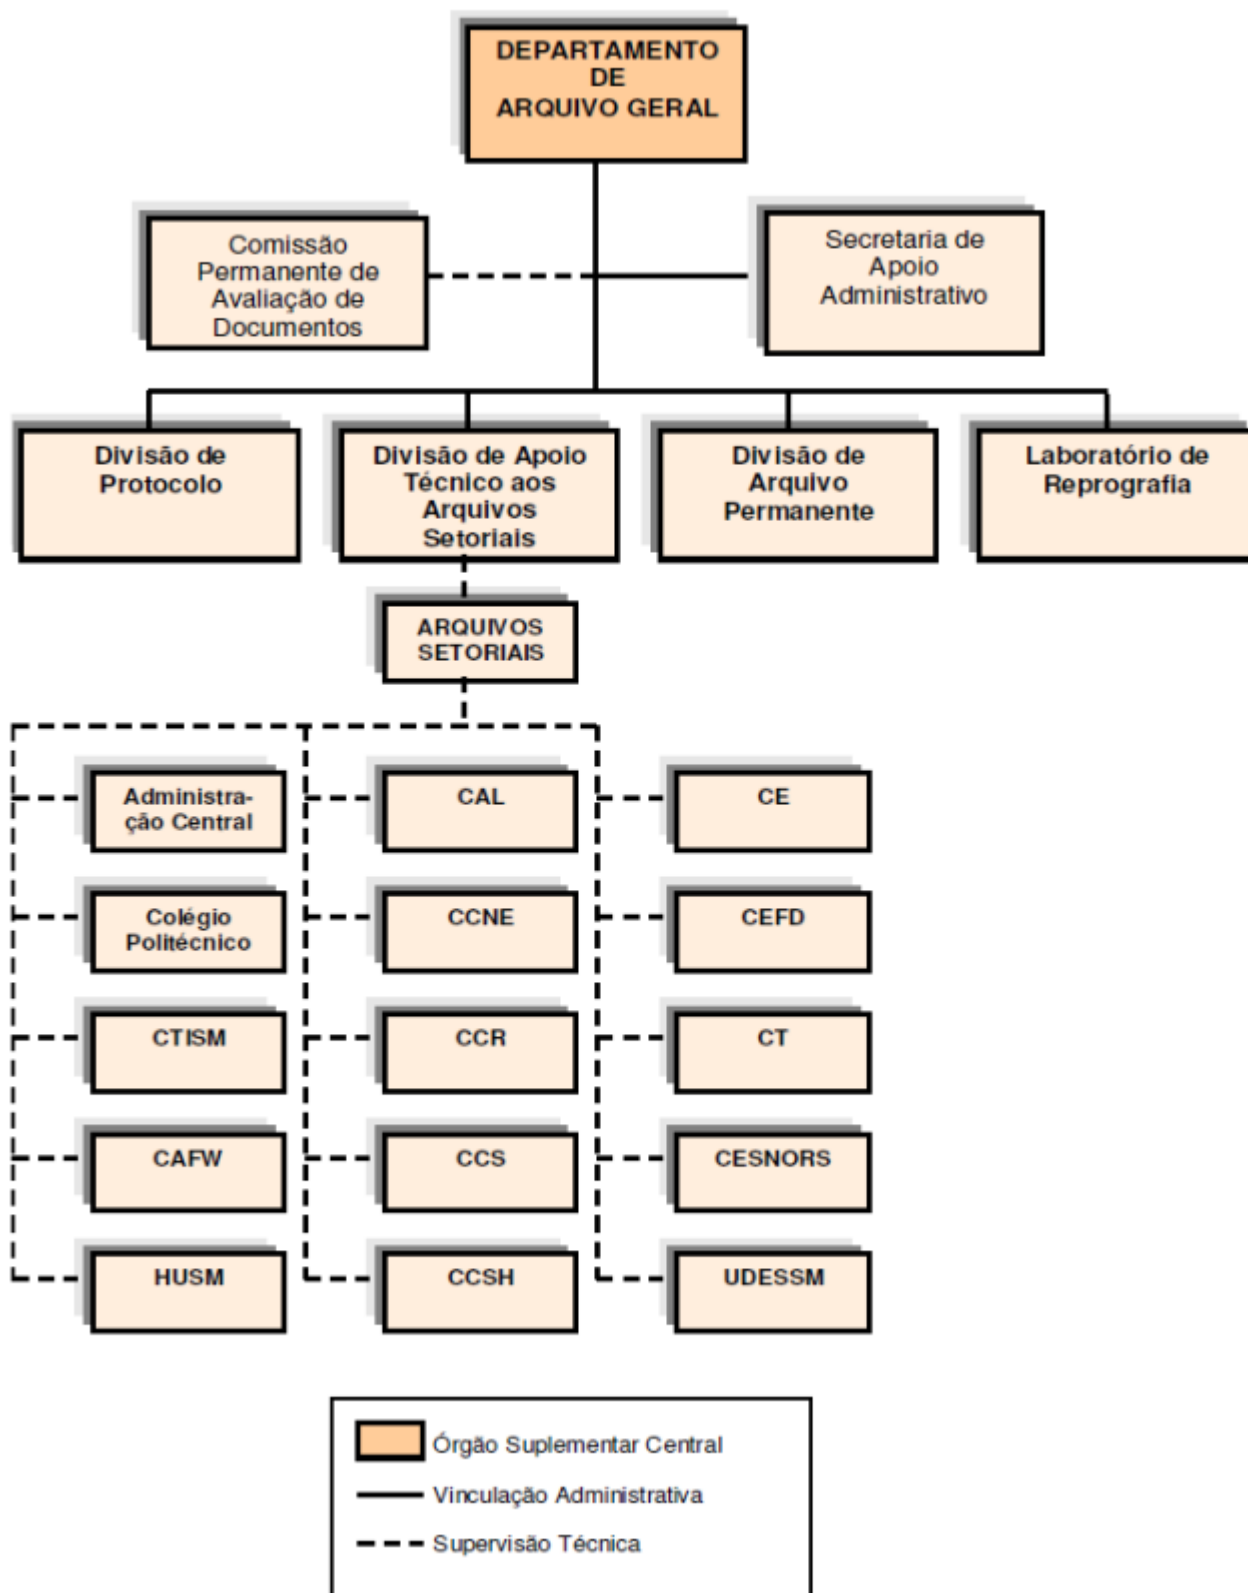 DEPARTAMENTO
DE
ARQUIVO GERAL
Comissão
Permanente de
Avaliação de
Documentos
Secretaria de
Apoio
Administrativo
Divisão de
Protocolo
Divisão de Apoio
Técnico aos
Arquivos
Setoriais
Divisão de
Arquivo
Permanente
Laboratório de
Reprografia
ARQUIVOS
SETORIAIS
Administra-
ção Central
CAL
CE
Colégio
Politécnico
CCNE
CEFD
CTISM
CCR
CT
CAFW
CCS
CESNORS
HUSM
CCSH
UDESSM
Órgão Suplementar Central
Vinculação Administrativa
Supervisão Técnica